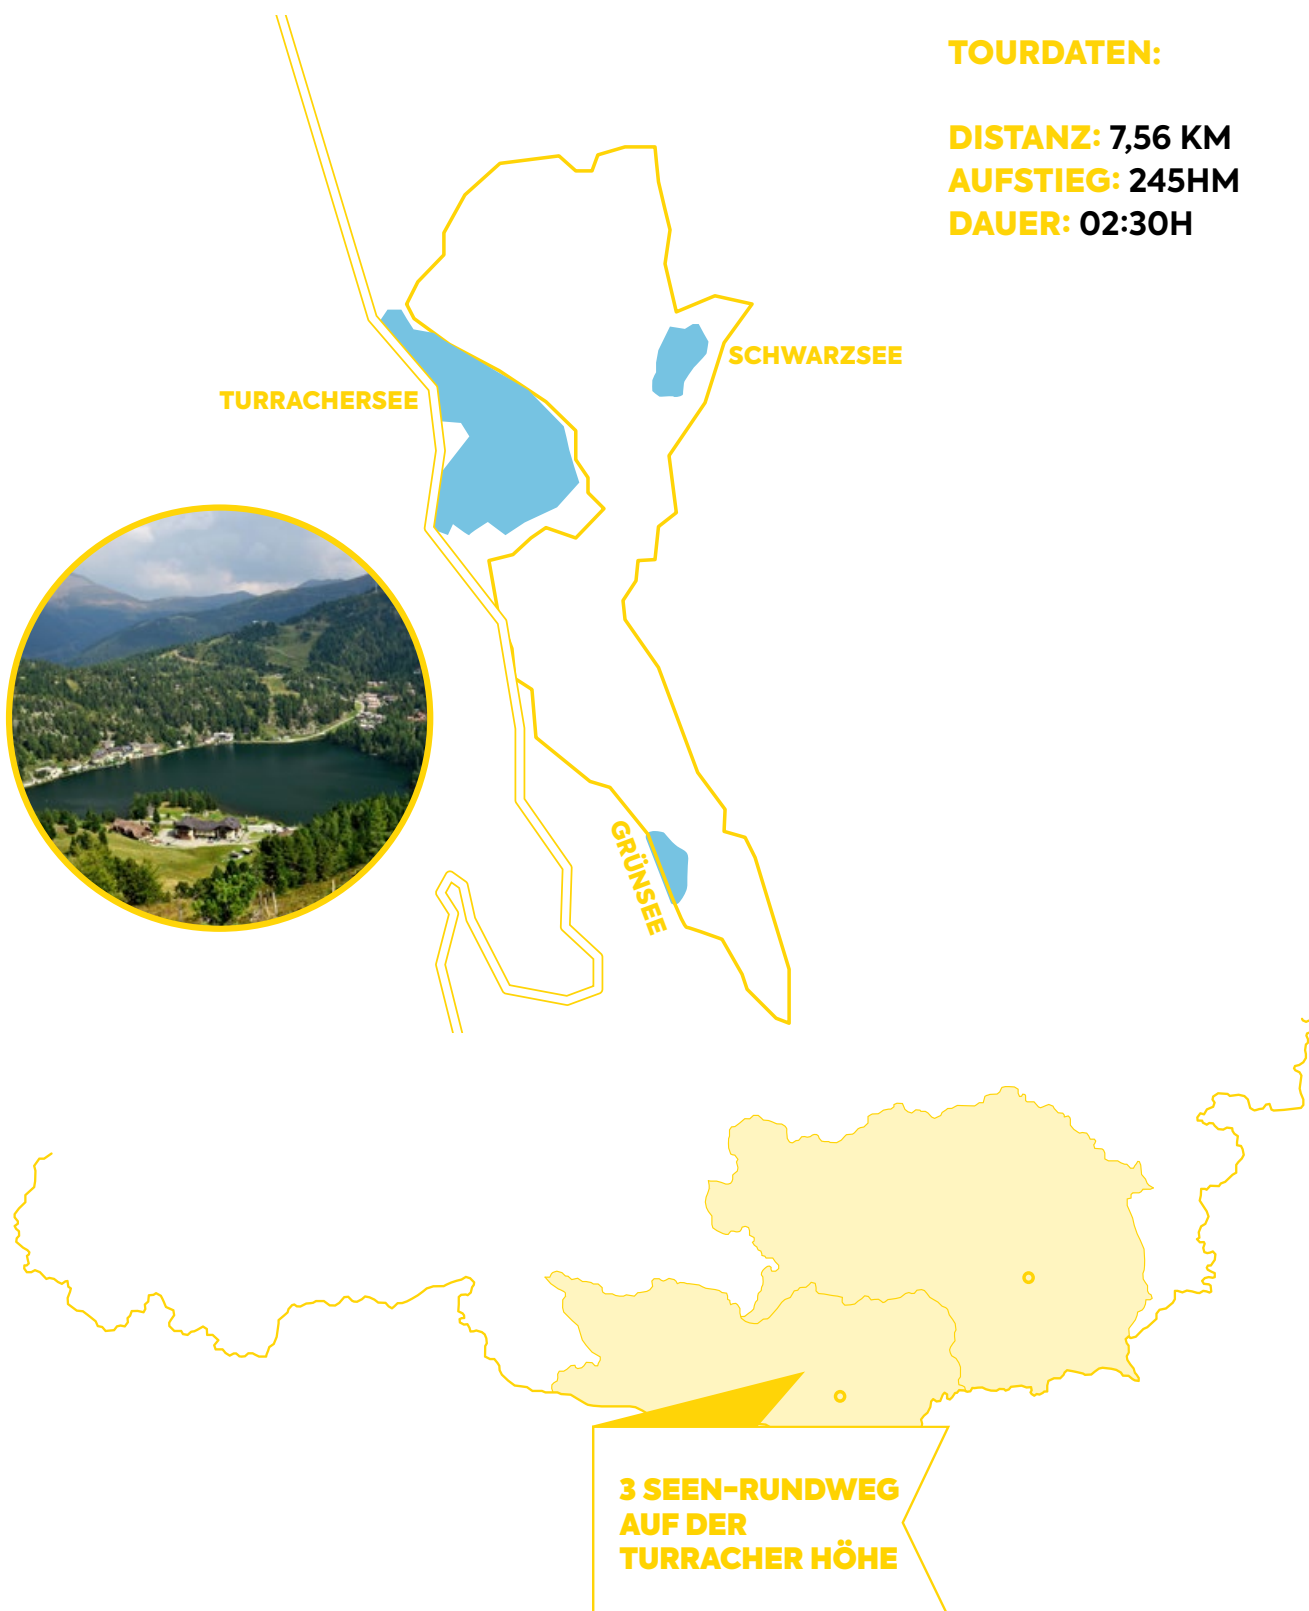 TOURDATEN:
DISTANZ: 7,56 KM
AUFSTIEG: 245HM
DAUER: 02:30H
SCHWARZSEE
TURRACHERSEE
GRÜNSEE
3 SEEN-RUNDWEG
AUF DER
TURRACHER HÖHE